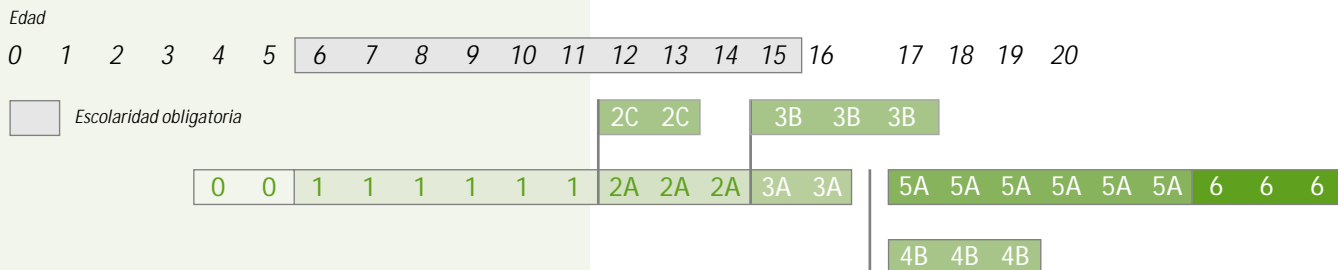 Edad
0 1 2 3 4 5 6 7 8 9 10 11 12 13 14 15 16 17 18 19 20
Escolaridad obligatoria
2C 2C 3B 3B 3B
0 0 1 1 1 1 1 1 2A 2A 2A 3A 3A 5A 5A 5A 5A 5A 5A 6 6 6
4B 4B 4B